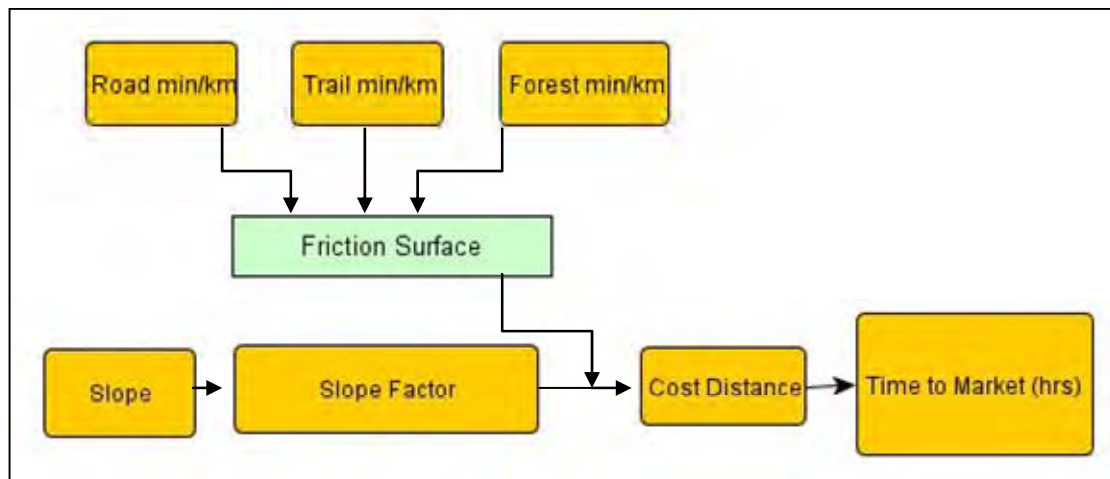 Road min/km
Trail min/km
Forest min/km
Friction Surface
Slope
Slope Factor
Cost Distance
Time to Market (hrs)